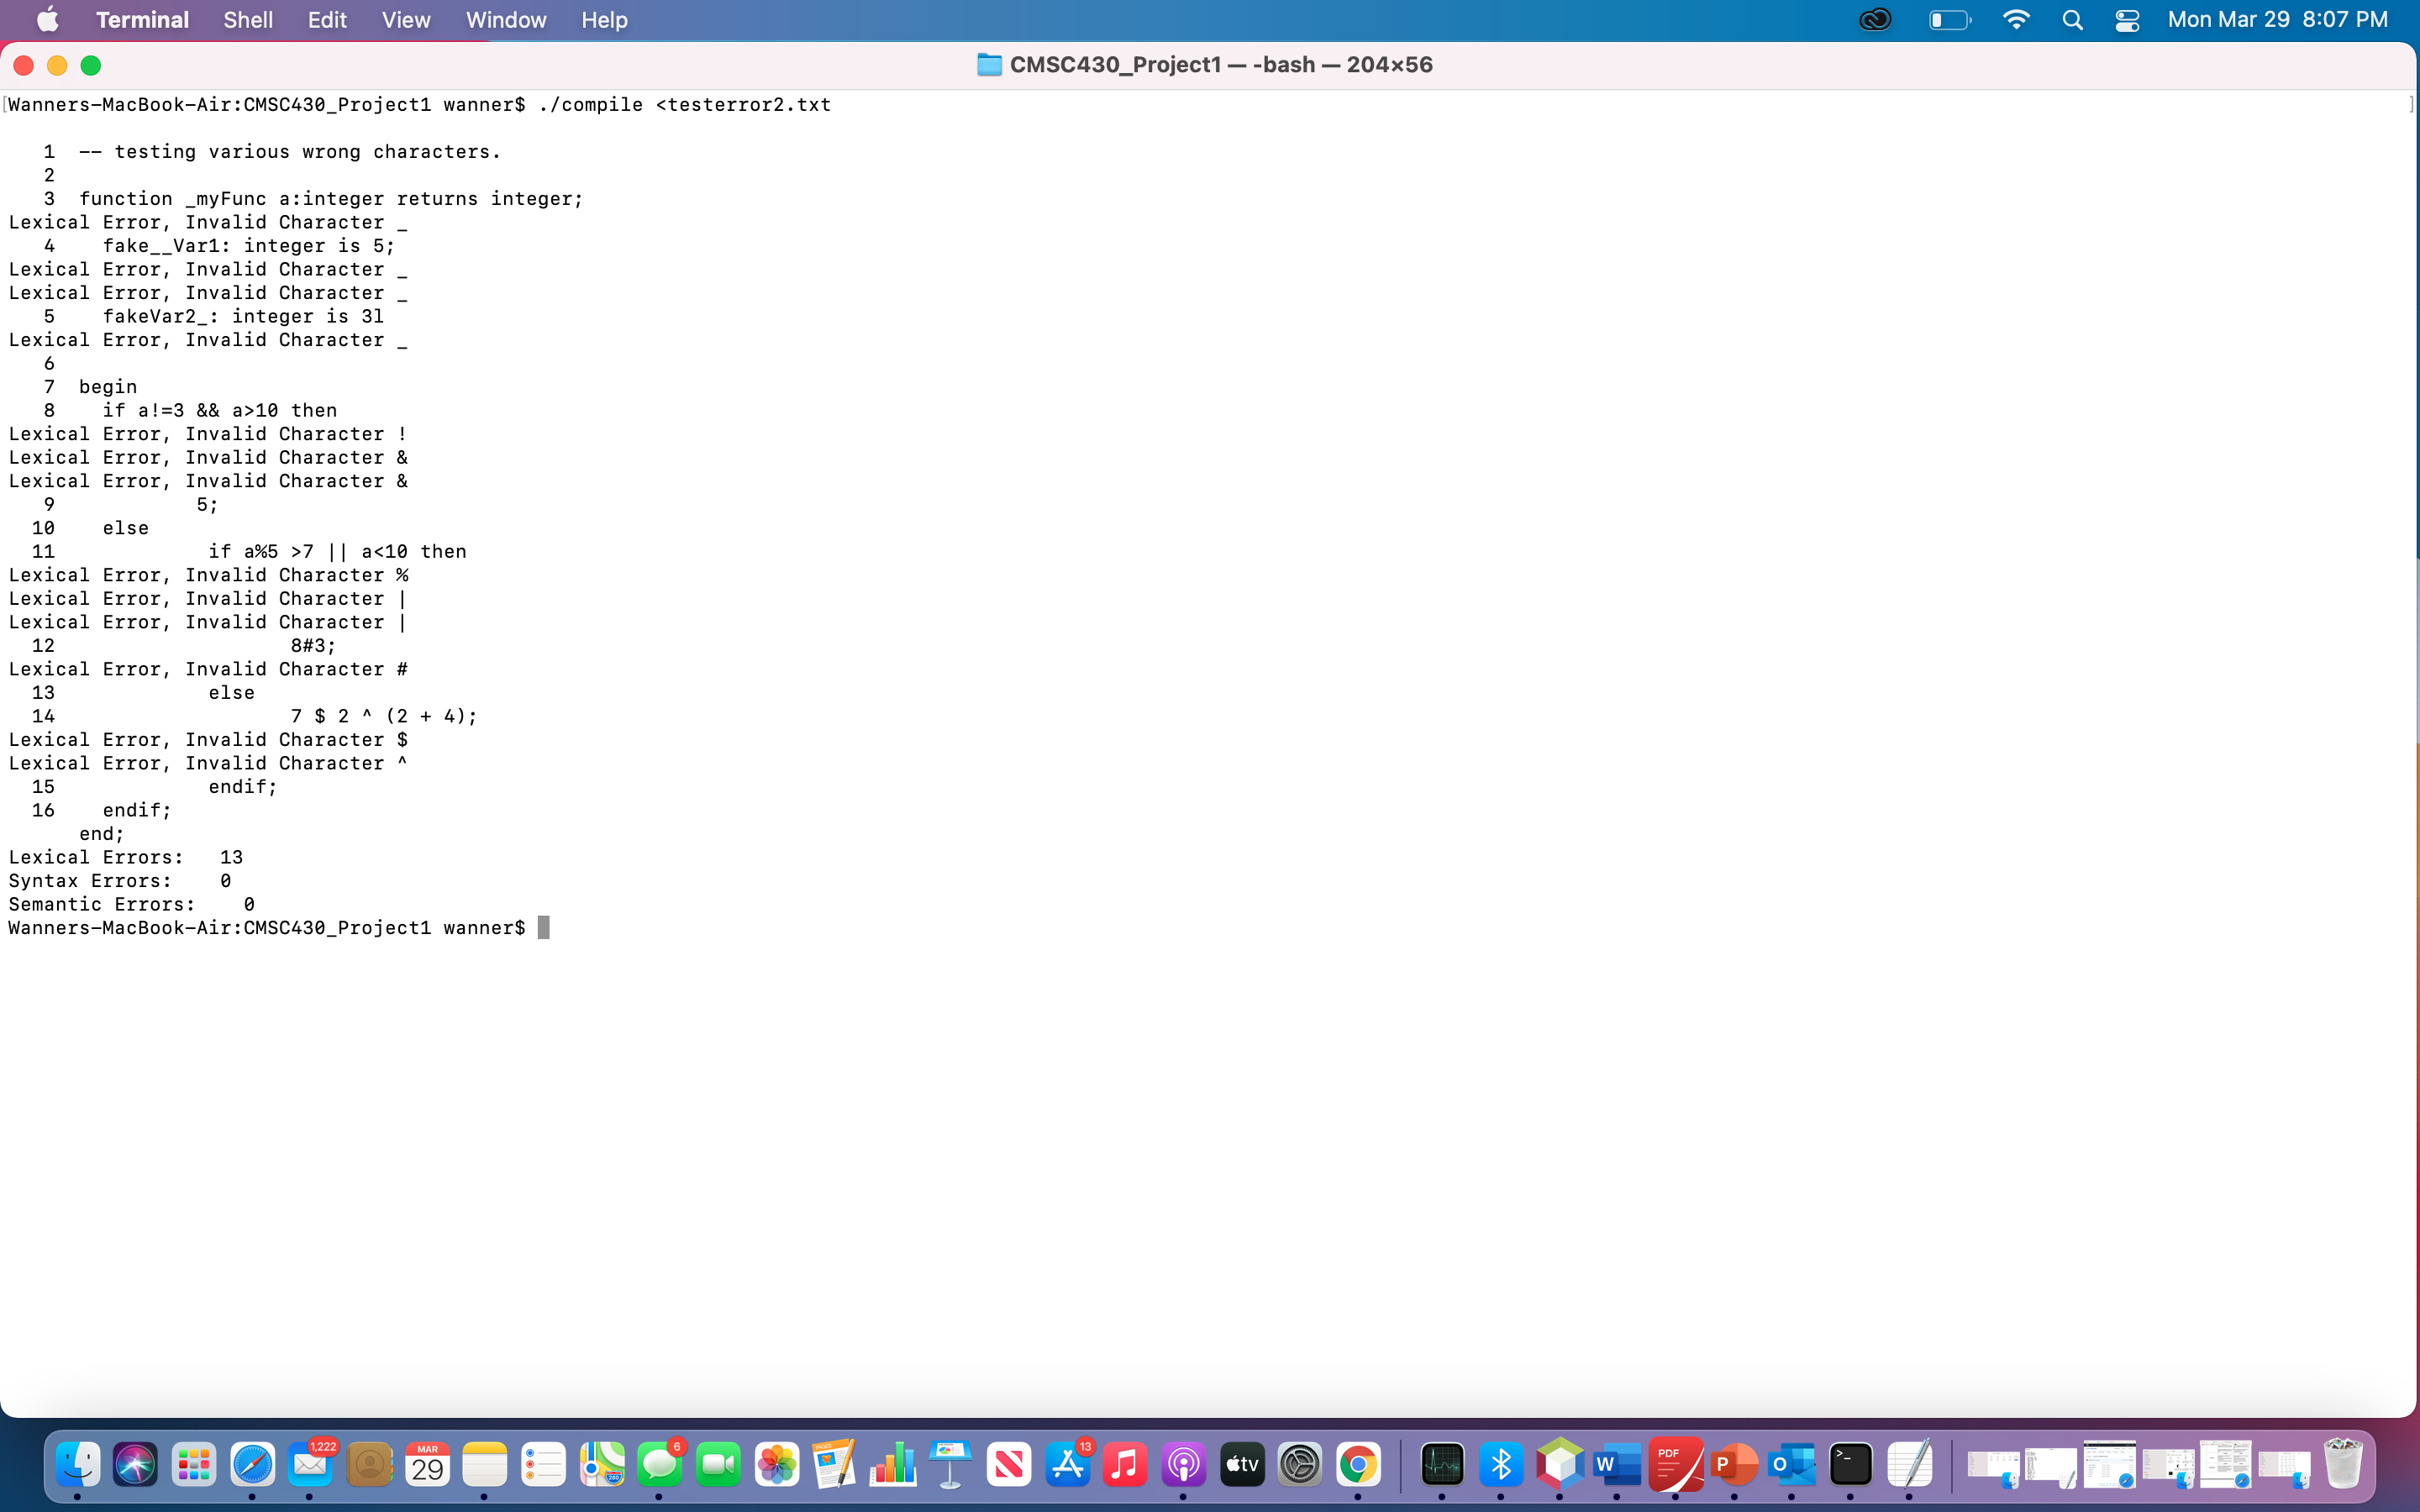 Terminal Shell Edit View Window Help Mon Mar 29 8:07 PM
CMSC430_Project1 — -bash — 204×56
[Wanners-MacBook-Air:CMSC430_Project1 wanner$ ./compile <testerror2.txt ]
1 -- testing various wrong characters.
2
3 function _myFunc a:integer returns integer;
Lexical Error, Invalid Character _
4 fake__Var1: integer is 5;
Lexical Error, Invalid Character _
Lexical Error, Invalid Character _
5 fakeVar2_: integer is 3l
Lexical Error, Invalid Character _
6
7 begin
8 if a!=3 && a>10 then
Lexical Error, Invalid Character !
Lexical Error, Invalid Character &
Lexical Error, Invalid Character &
9 5;
10 else
11 if a%5 >7 || a<10 then
Lexical Error, Invalid Character %
Lexical Error, Invalid Character |
Lexical Error, Invalid Character |
12 8#3;
Lexical Error, Invalid Character #
13 else
14 7 $ 2 ^ (2 + 4);
Lexical Error, Invalid Character $
Lexical Error, Invalid Character ^
15 endif;
16 endif;
end;
Lexical Errors: 13
Syntax Errors: 0
Semantic Errors: 0
Wanners-MacBook-Air:CMSC430_Project1 wanner$
1,222 MAR 29 6 PAGES 280 13 tv W PDF P O >_